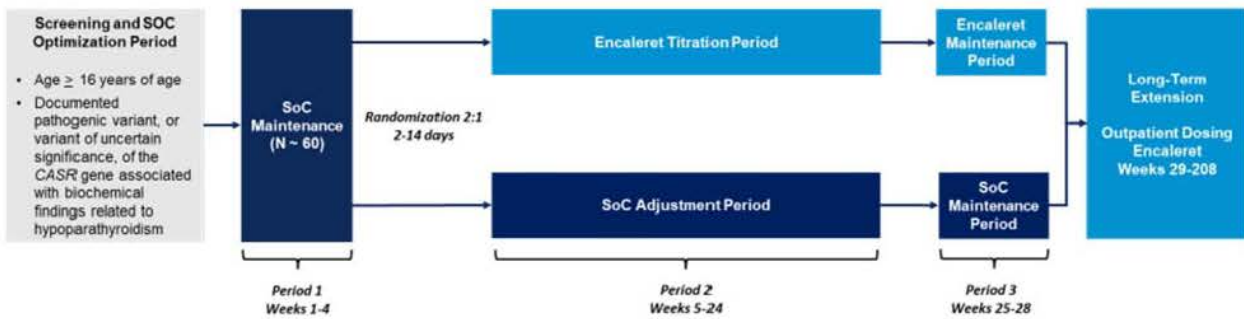 Screening and SOC
Optimization Period
• Age ≥ 16 years of age
• Documented
pathogenic variant, or
variant of uncertain
significance, of the
CASR gene associated
with biochemical
findings related to
hypoparathyroidism
SoC
Maintenance
(N ~ 60)
Randomization 2:1
2-14 days
Encaleret Titration Period
Encaleret
Maintenance
Period
SoC Adjustment Period
SoC
Maintenance
Period
Long-Term
Extension
Outpatient Dosing
Encaleret
Weeks 29-208
Period 1
Weeks 1-4
Period 2
Weeks 5-24
Period 3
Weeks 25-28